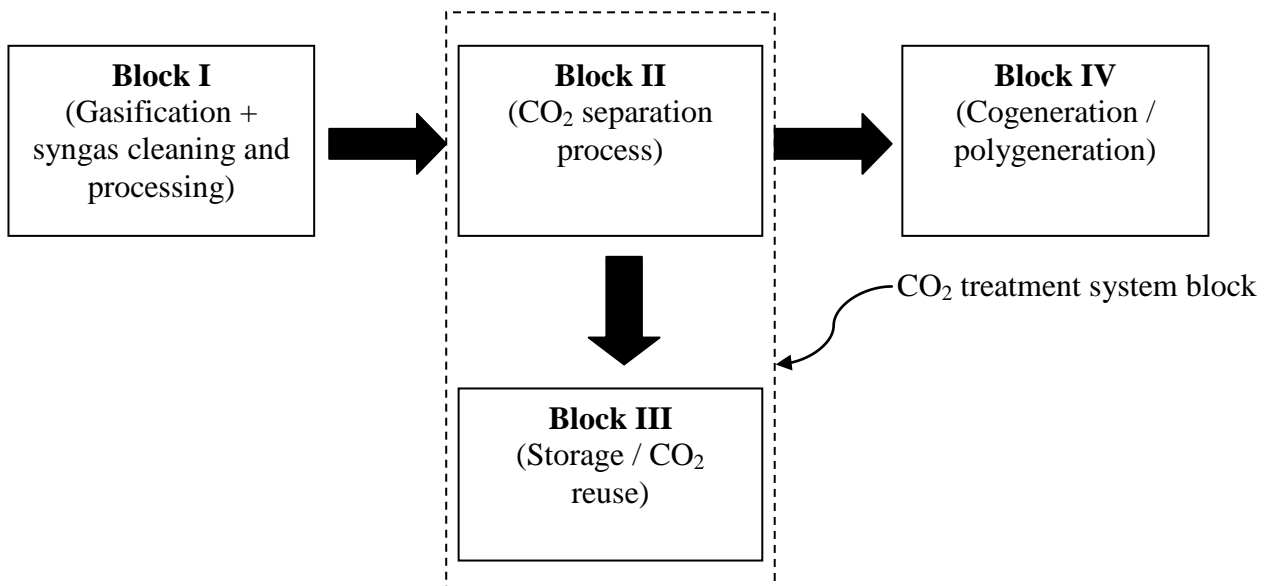 Block I
(Gasification +
syngas cleaning and
processing)
Block II
(CO₂ separation
process)
Block IV
(Cogeneration /
polygeneration)
CO₂ treatment system block
Block III
(Storage / CO₂
reuse)